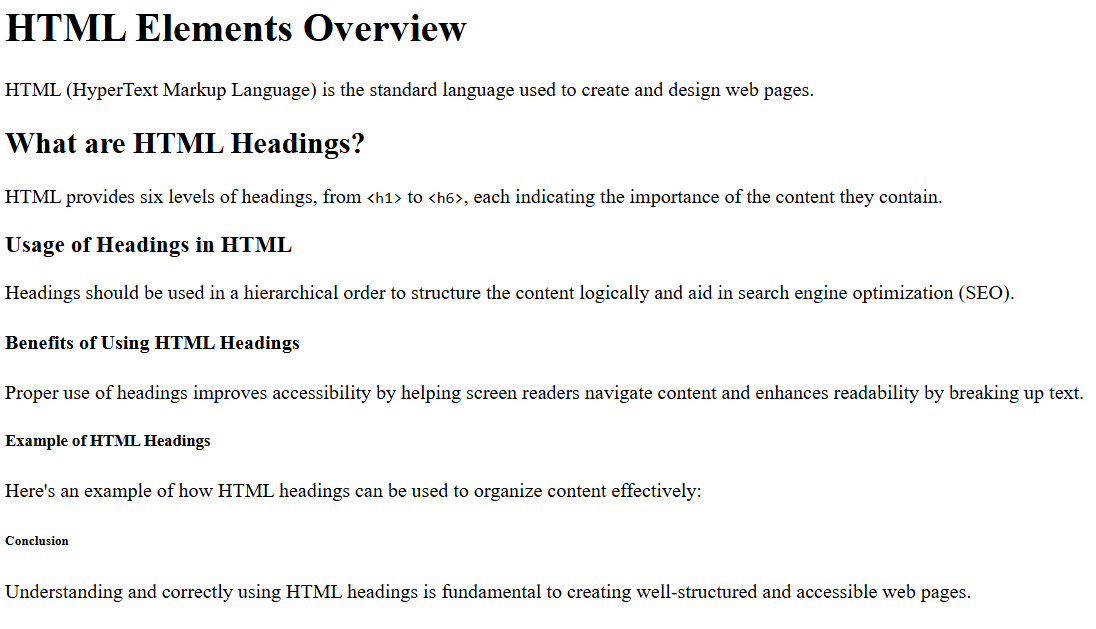 HTML Elements Overview
HTML (HyperText Markup Language) is the standard language used to create and design web pages.
What are HTML Headings?
HTML provides six levels of headings, from <h1> to <h6>, each indicating the importance of the content they contain.
Usage of Headings in HTML
Headings should be used in a hierarchical order to structure the content logically and aid in search engine optimization (SEO).
Benefits of Using HTML Headings
Proper use of headings improves accessibility by helping screen readers navigate content and enhances readability by breaking up text.
Example of HTML Headings
Here's an example of how HTML headings can be used to organize content effectively:
Conclusion
Understanding and correctly using HTML headings is fundamental to creating well-structured and accessible web pages.